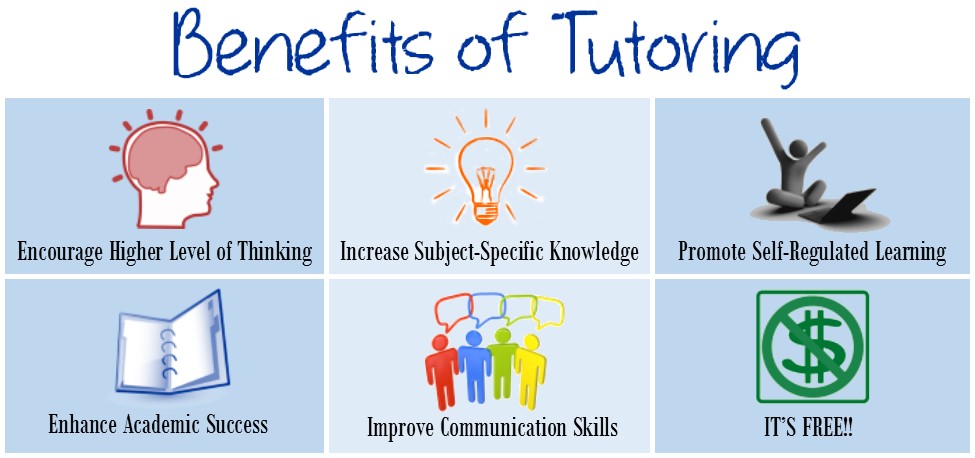 Benefits of Tutoring
Encourage Higher Level of Thinking
Increase Subject-Specific Knowledge
Promote Self-Regulated Learning
Enhance Academic Success
Improve Communication Skills
$
IT'S FREE!!